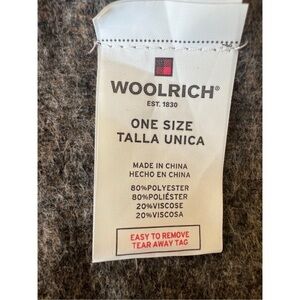 WOOLRICH®
EST. 1830
ONE SIZE
TALLA UNICA
MADE IN CHINA
HECHO EN CHINA
80%POLYESTER
80%POLIÉSTER
20%VISCOSE
20%VISCOSA
EASY TO REMOVE
TEAR AWAY TAG